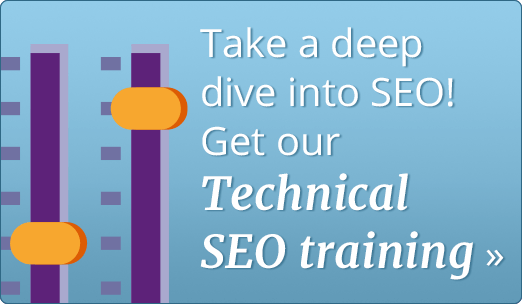 Take a deep
dive into SEO!
Get our
Technical
SEO training »